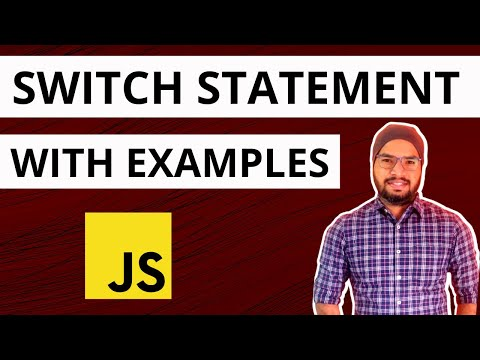 SWITCH STATEMENT
WITH EXAMPLES
JS